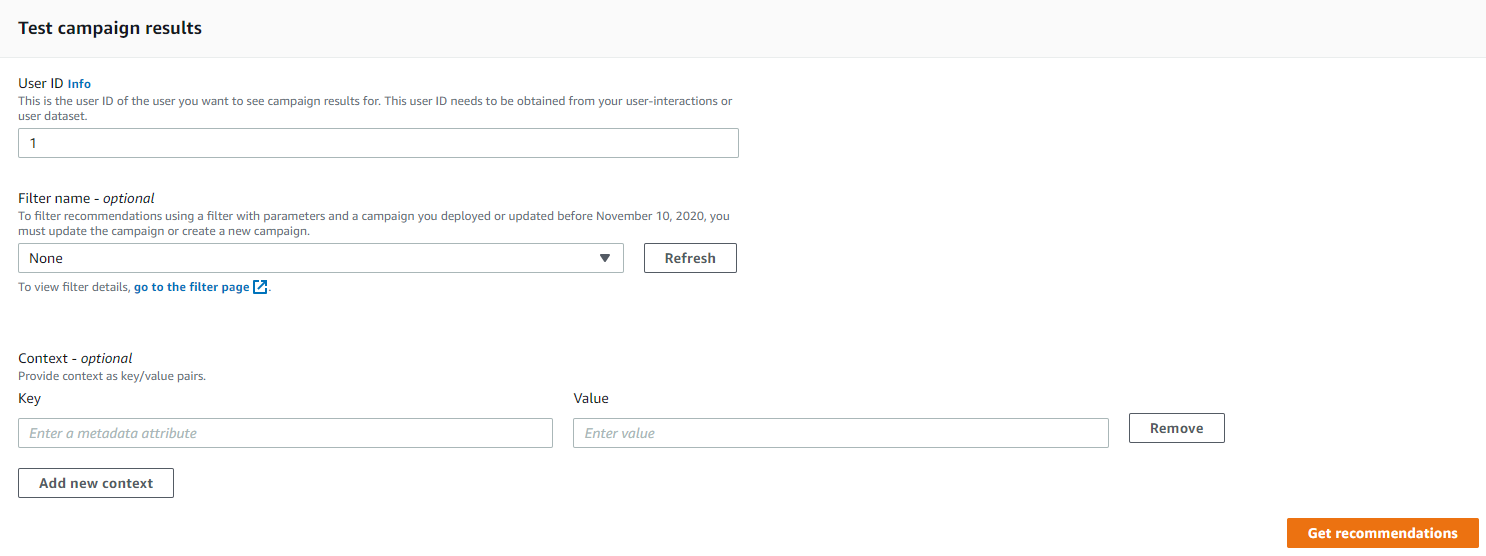 Test campaign results
User ID Info
This is the user ID of the user you want to see campaign results for. This user ID needs to be obtained from your user-interactions or
user dataset.
1
Filter name - optional
To filter recommendations using a filter with parameters and a campaign you deployed or updated before November 10, 2020, you
must update the campaign or create a new campaign.
None
Refresh
To view filter details, go to the filter page.
Context - optional
Provide context as key/value pairs.
Key Value
Enter a metadata attribute Enter value Remove
Add new context
Get recommendations